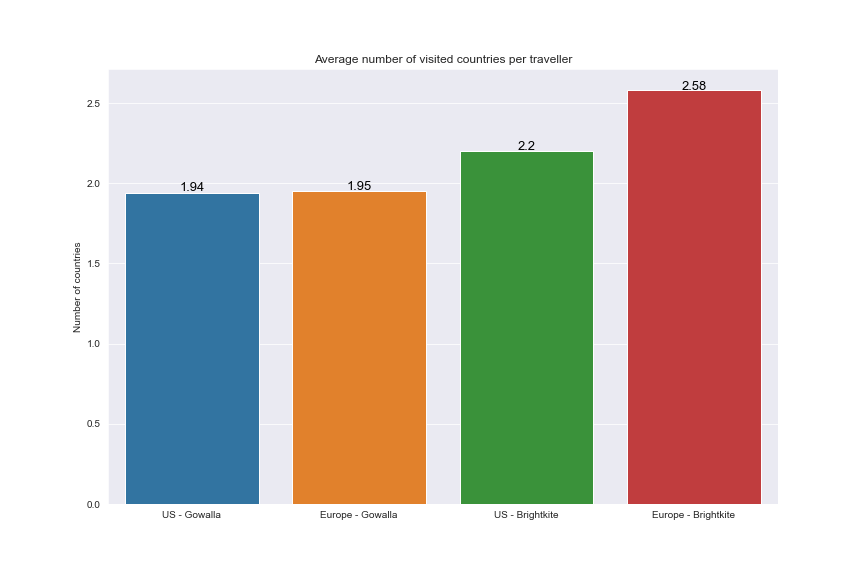 Average number of visited countries per traveller
2.58
2.5
2.2
2.0
1.94
1.95
1.5
Number of countries
1.0
0.5
0.0
US - Gowalla
Europe - Gowalla
US - Brightkite
Europe - Brightkite